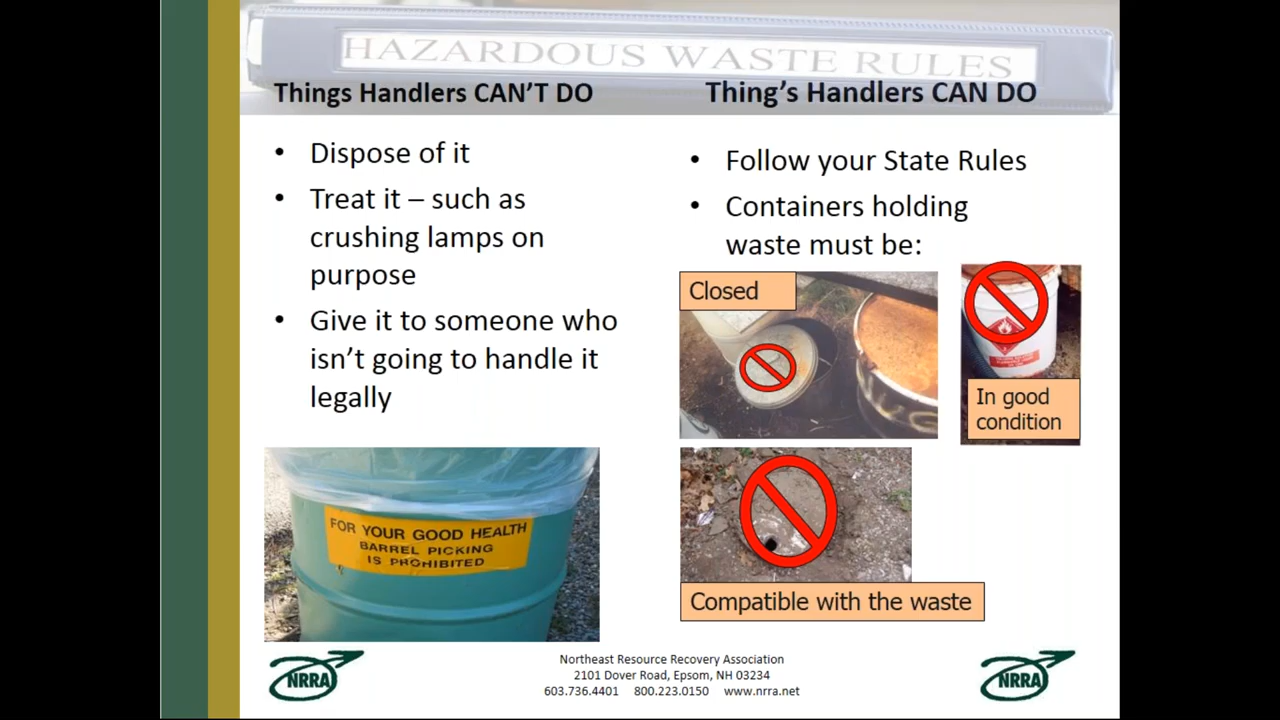 HAZARDOUS WASTE RULES
Things Handlers CAN'T DO
• Dispose of it
• Treat it – such as
crushing lamps on
purpose
• Give it to someone who
isn't going to handle it
legally
FOR YOUR GOOD HEALTH
BARREL PICKING
IS PROHIBITED
Thing's Handlers CAN DO
• Follow your State Rules
• Containers holding
waste must be:
Closed
In good
condition
Compatible with the waste
NRRA
Northeast Resource Recovery Association
2101 Dover Road, Epsom, NH 03234
603.736.4401 800.223.0150 www.nrra.net
NRRA